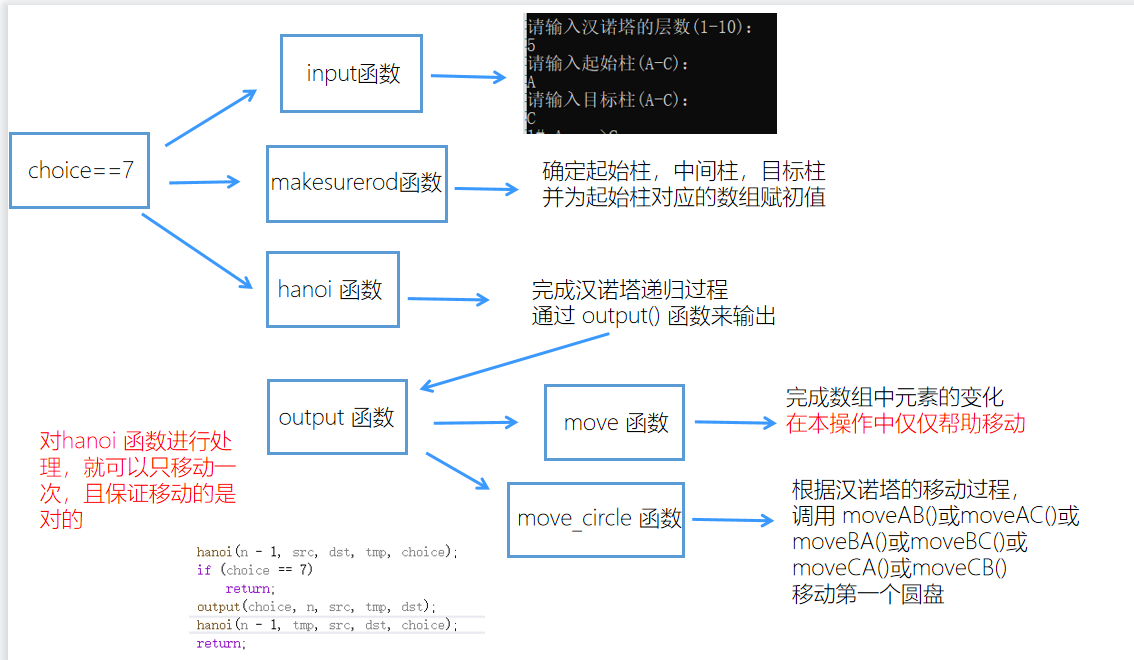 choice==7
input函数
请输入汉诺塔的层数(1-10):
5
请输入起始柱(A-C):
A
请输入目标柱(A-C):
C
makesurerod函数
确定起始柱，中间柱，目标柱
并为起始柱对应的数组赋初值
hanoi 函数
完成汉诺塔递归过程
通过 output() 函数来输出
output 函数
move 函数
完成数组中元素的变化
在本操作中仅仅帮助移动
move_circle 函数
根据汉诺塔的移动过程，
调用 moveAB()或moveAC()或
moveBA()或moveBC()或
moveCA()或moveCB()
移动第一个圆盘
对hanoi 函数进行处
理，就可以只移动一
次，且保证移动的是
对的
hanoi(n - 1, src, dst, tmp, choice);
if (choice == 7)
return;
output(choice, n, src, tmp, dst);
hanoi(n - 1, tmp, src, dst, choice);
return;